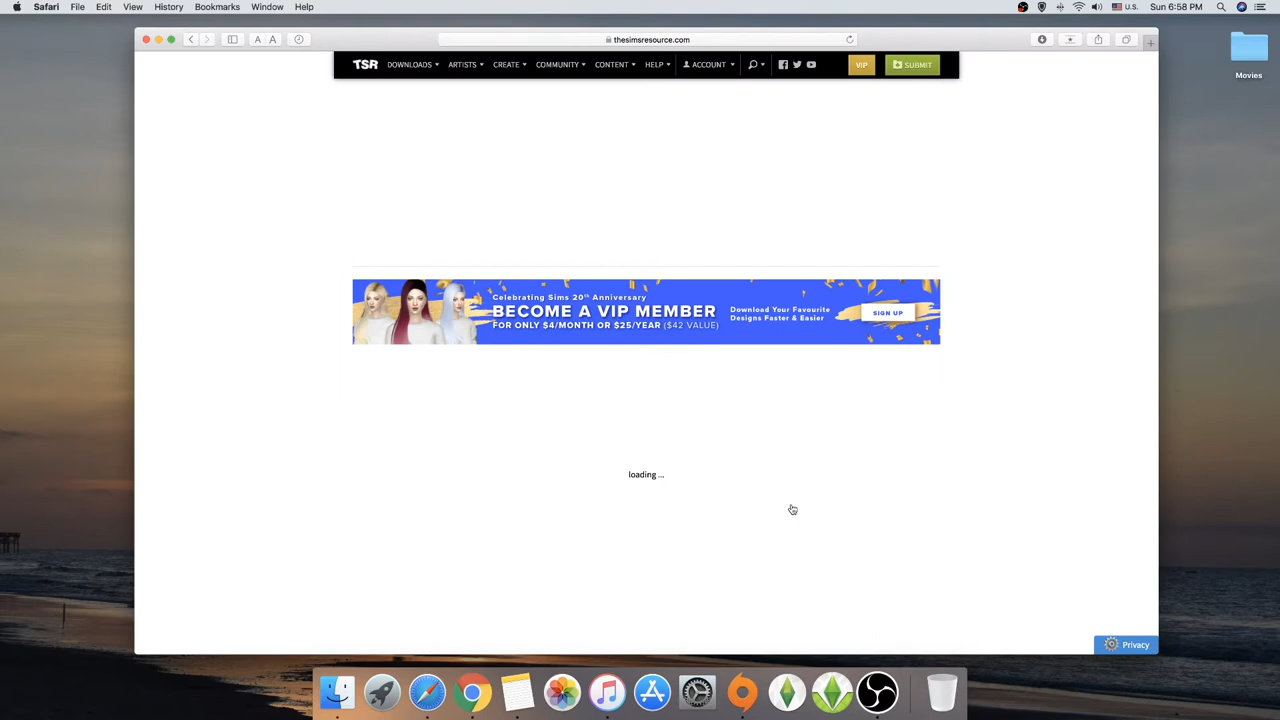 Safari File Edit View History Bookmarks Window Help U.S. Sun 6:58 PM
A A thesimsresource.com
TSR DOWNLOADS ARTISTS CREATE COMMUNITY CONTENT HELP ACCOUNT VIP SUBMIT
Movies
Celebrating Sims 20th Anniversary
BECOME A VIP MEMBER
FOR ONLY $4/MONTH OR $25/YEAR ($42 VALUE)
Download Your Favourite
Designs Faster & Easier
SIGN UP
loading ...
Privacy